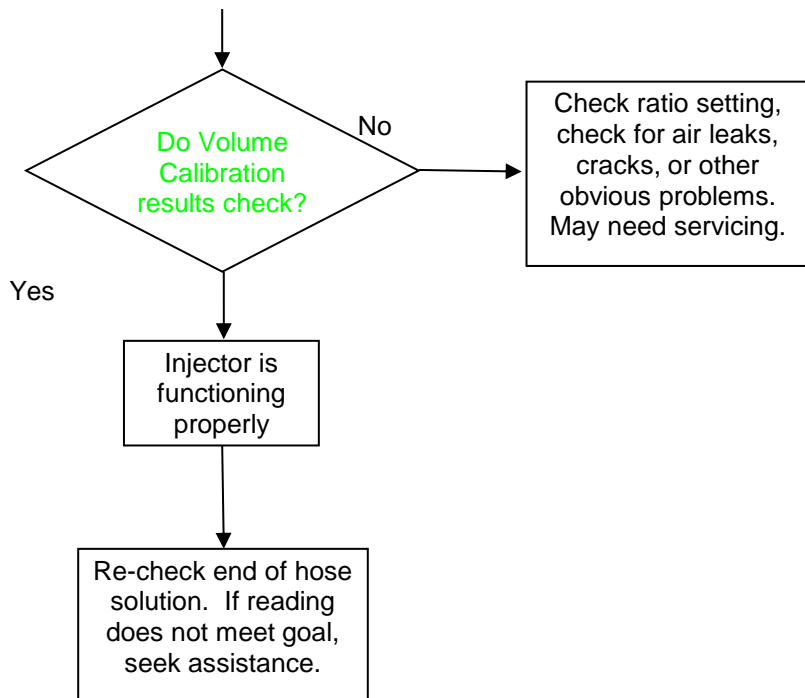 Do Volume
Calibration
results check?
No
Check ratio setting,
check for air leaks,
cracks, or other
obvious problems.
May need servicing.
Yes
Injector is
functioning
properly
Re-check end of hose
solution.  If reading
does not meet goal,
seek assistance.